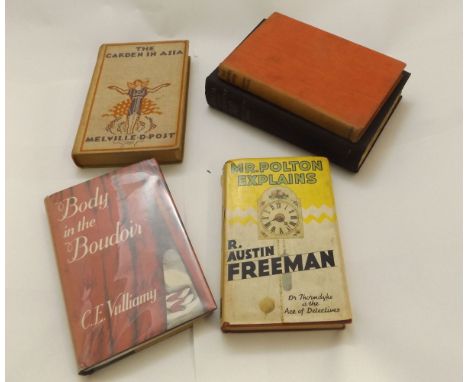 THE
GARDEN IN ASIA
MELVILLE·D·POST
Body
in the
Boudoir
C.E. Vulliamy
MR. POLTON
EXPLAINS
R.
AUSTIN
FREEMAN
Dr Thorndyke
is the
Ace of Detectives